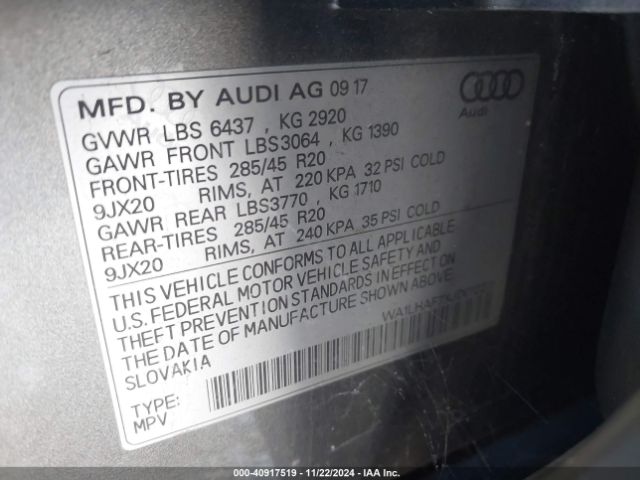 MFD. BY AUDI AG 09 17
Audi
GVWR LBS 6437 , KG 2920
GAWR FRONT LBS3064 , KG 1390
FRONT-TIRES 285/45 R20
9JX20 RIMS, AT 220 KPA 32 PSI COLD
GAWR REAR LBS3770 , KG 1710
REAR-TIRES 285/45 R20
9JX20 RIMS, AT 240 KPA 35 PSI COLD
THIS VEHICLE CONFORMS TO ALL APPLICABLE
U.S. FEDERAL MOTOR VEHICLE SAFETY AND
THEFT PREVENTION STANDARDS IN EFFECT ON
THE DATE OF MANUFACTURE SHOWN ABOVE.
SLOVAKIA
TYPE:
MPV
000-40917519 - 11/22/2024 - IAA Inc.